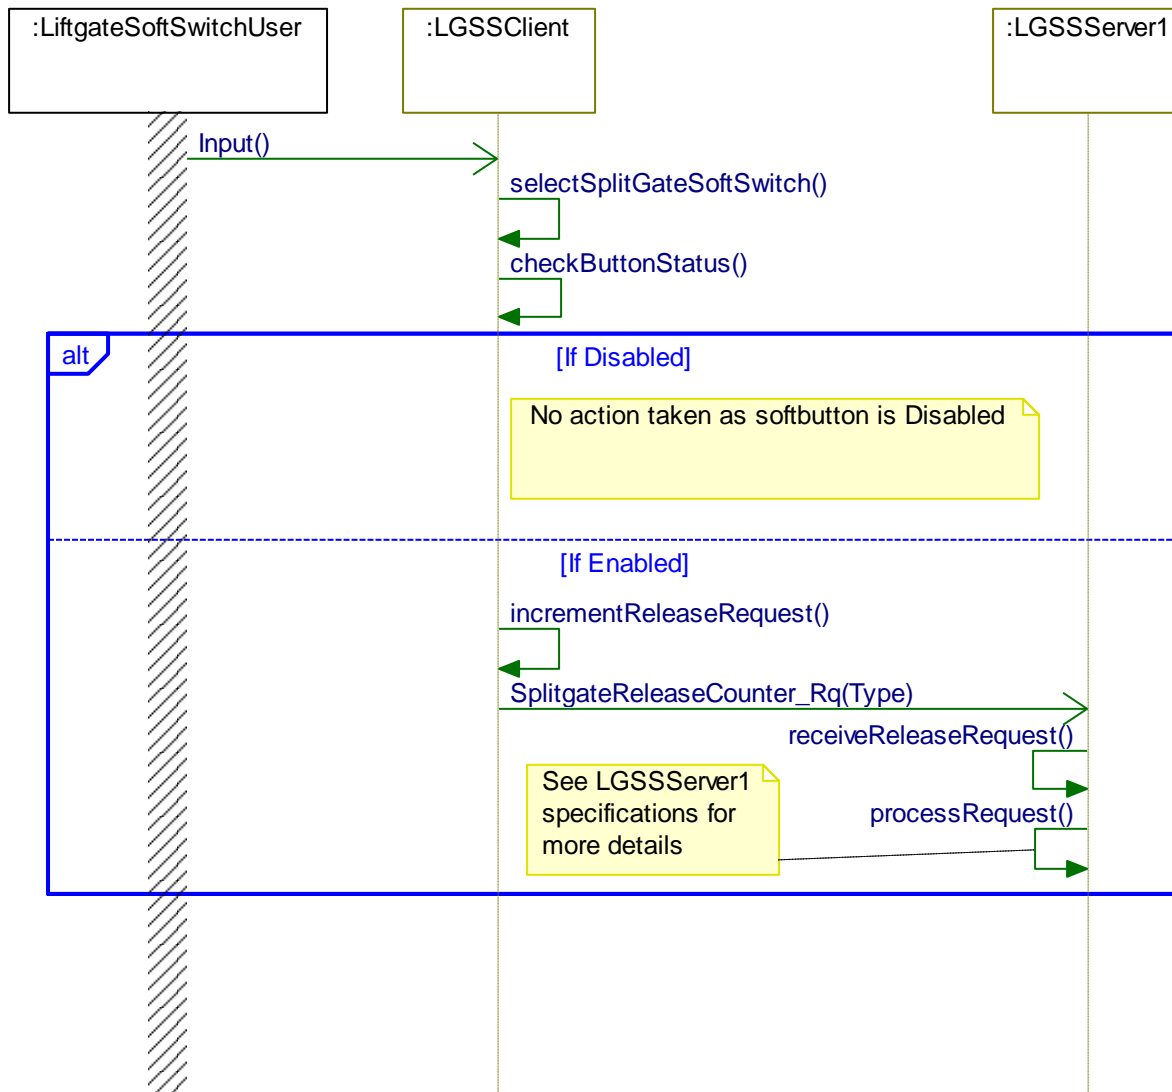 :LiftgateSoftSwitchUser
:LGSSClient
:LGSSServer1
Input()
selectSplitGateSoftSwitch()
checkButtonStatus()
alt
[If Disabled]
No action taken as softbutton is Disabled
[If Enabled]
incrementReleaseRequest()
SplitgateReleaseCounter_Rq(Type)
receiveReleaseRequest()
See LGSSServer1
specifications for
more details
processRequest()